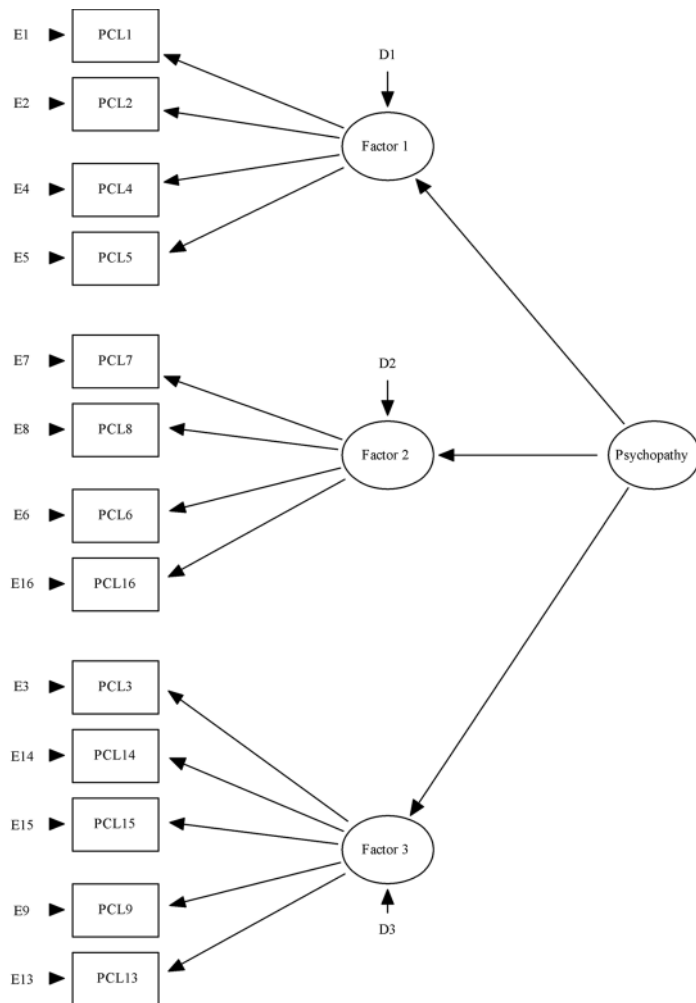 E1 PCL1
D1
E2 PCL2
Factor 1
E4 PCL4
E5 PCL5
E7 PCL7
D2
E8 PCL8
Factor 2
Psychopathy
E6 PCL6
E16 PCL16
E3 PCL3
E14 PCL14
E15 PCL15
Factor 3
E9 PCL9
D3
E13 PCL13